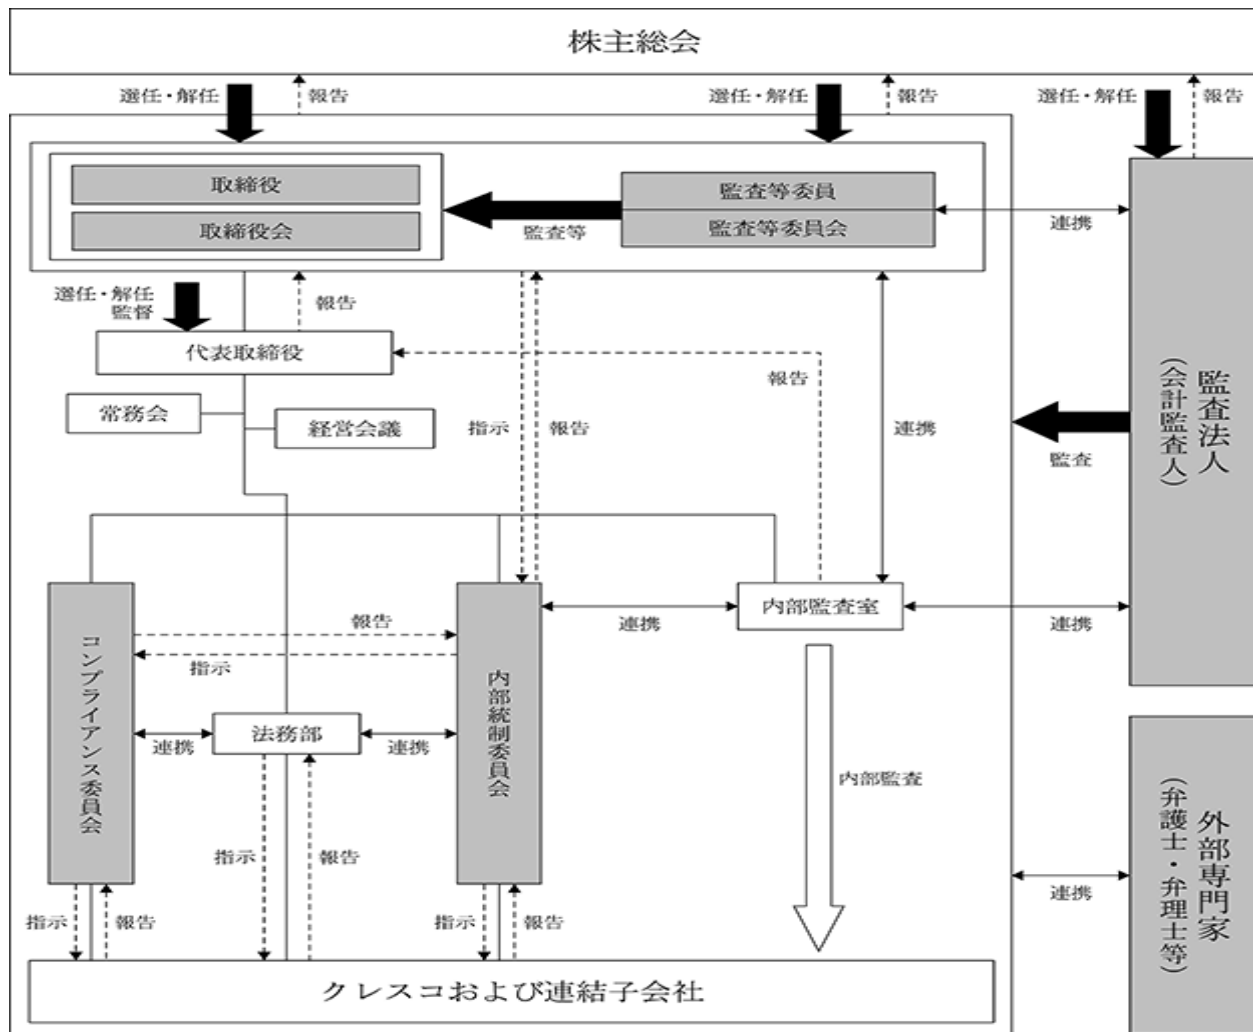 株主総会
選任・解任
報告
選任・解任
報告
選任・解任
報告
取締役
取締役会
監査等
監査等委員
監査等委員会
連携
選任・解任
監督
報告
代表取締役
常務会
経営会議
指示
報告
報告
連携
監査
監査法人
(会計監査人)
コンプライアンス委員会
報告
指示
内部統制委員会
連携
内部監査室
連携
連携
法務部
連携
内部監査
指示
報告
指示
報告
指示
報告
連携
外部専門家
(弁護士・弁理士等)
クレスコおよび連結子会社